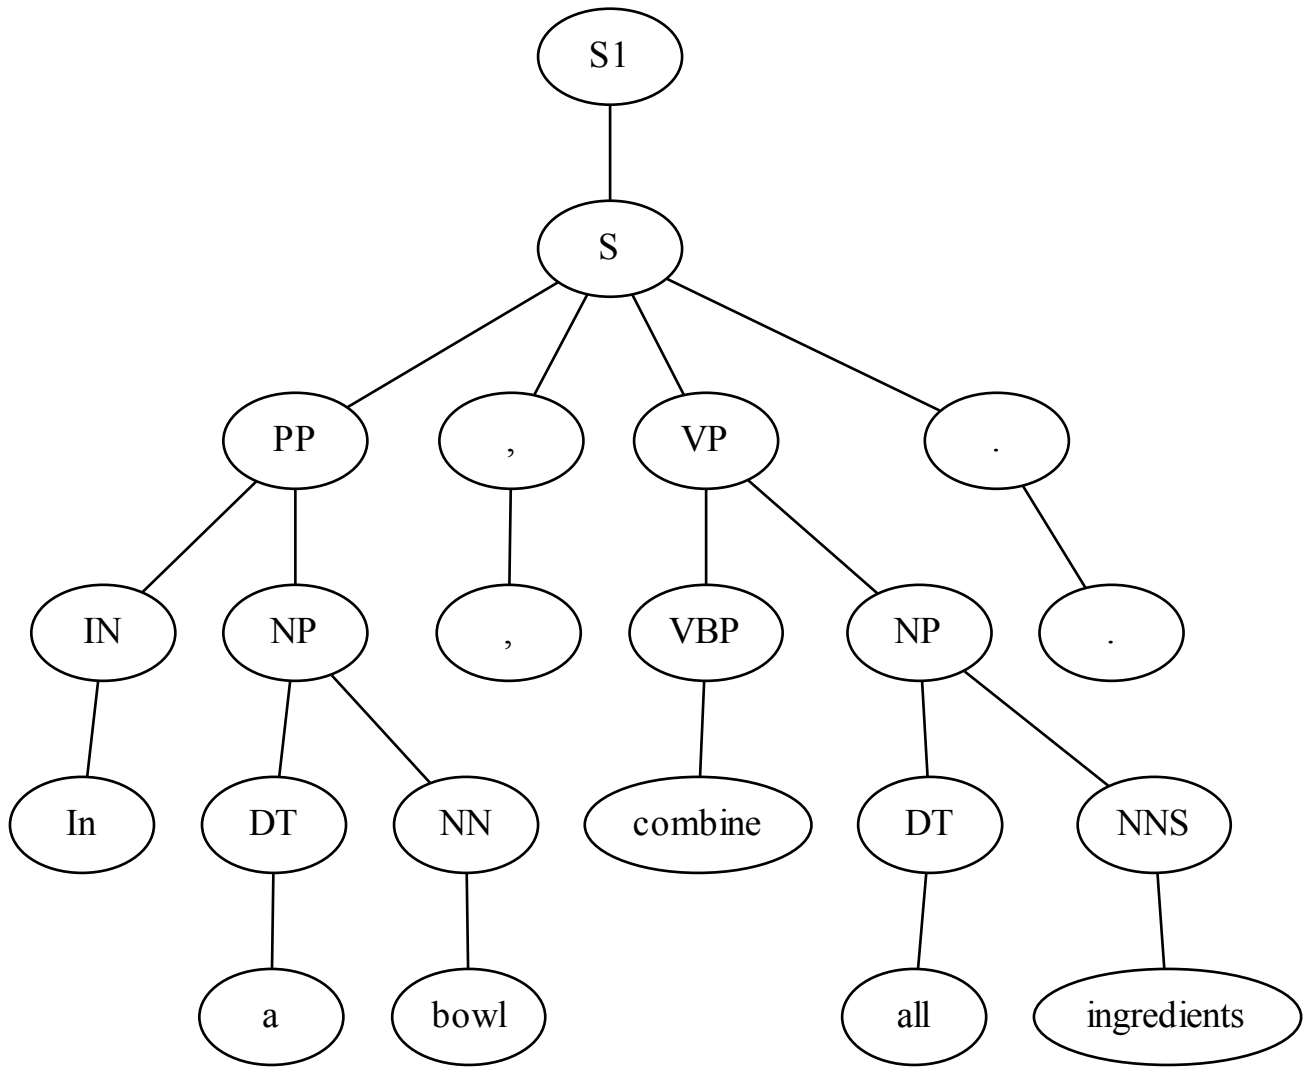 S1
S
PP , VP .
IN NP , VBP NP .
In DT NN combine DT NNS
a bowl all ingredients